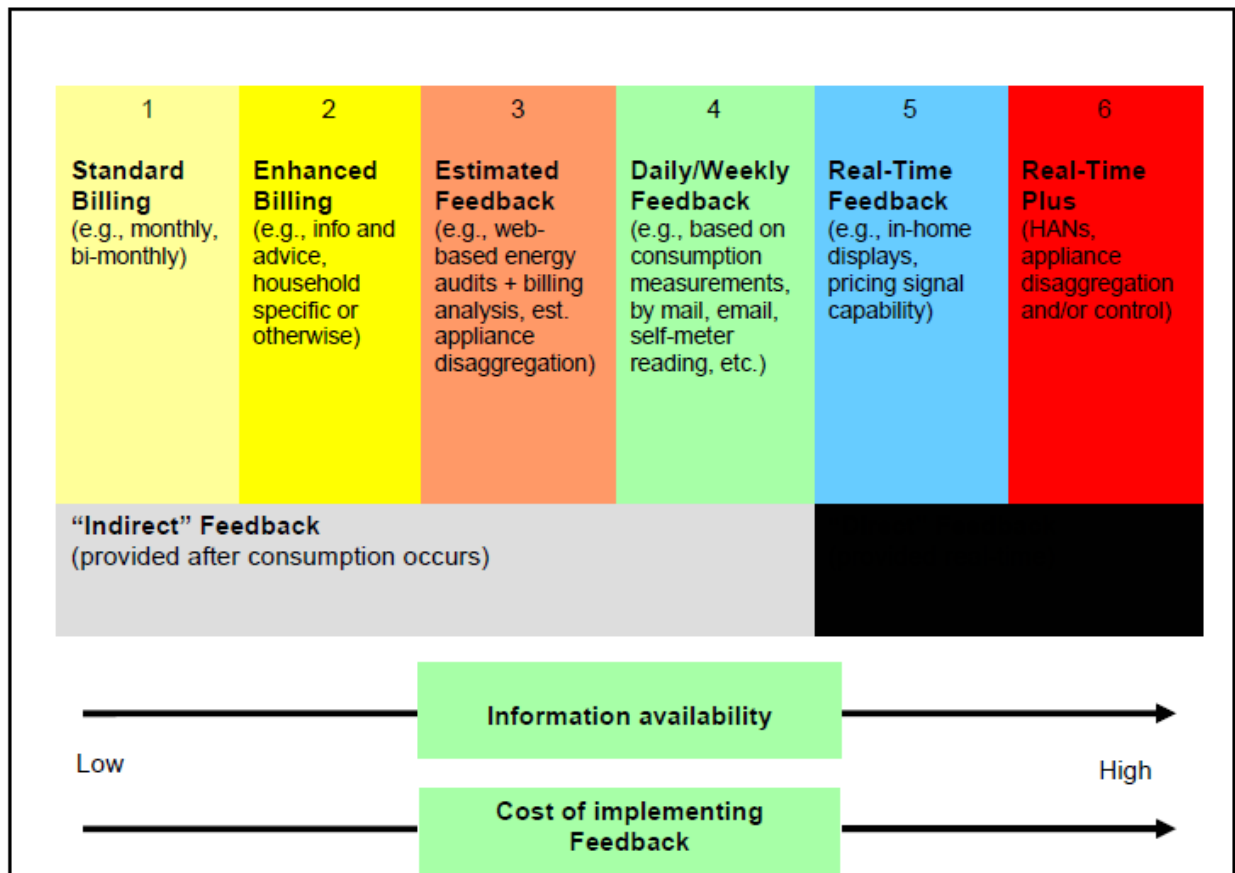 1
Standard
Billing
(e.g., monthly,
bi-monthly)
2
Enhanced
Billing
(e.g., info and
advice,
household
specific or
otherwise)
3
Estimated
Feedback
(e.g., web-
based energy
audits + billing
analysis, est.
appliance
disaggregation)
4
Daily/Weekly
Feedback
(e.g., based on
consumption
measurements,
by mail, email,
self-meter
reading, etc.)
5
Real-Time
Feedback
(e.g., in-home
displays,
pricing signal
capability)
6
Real-Time
Plus
(HANs,
appliance
disaggregation
and/or control)
“Indirect” Feedback
(provided after consumption occurs)
Information availability
Low
High
Cost of implementing
Feedback